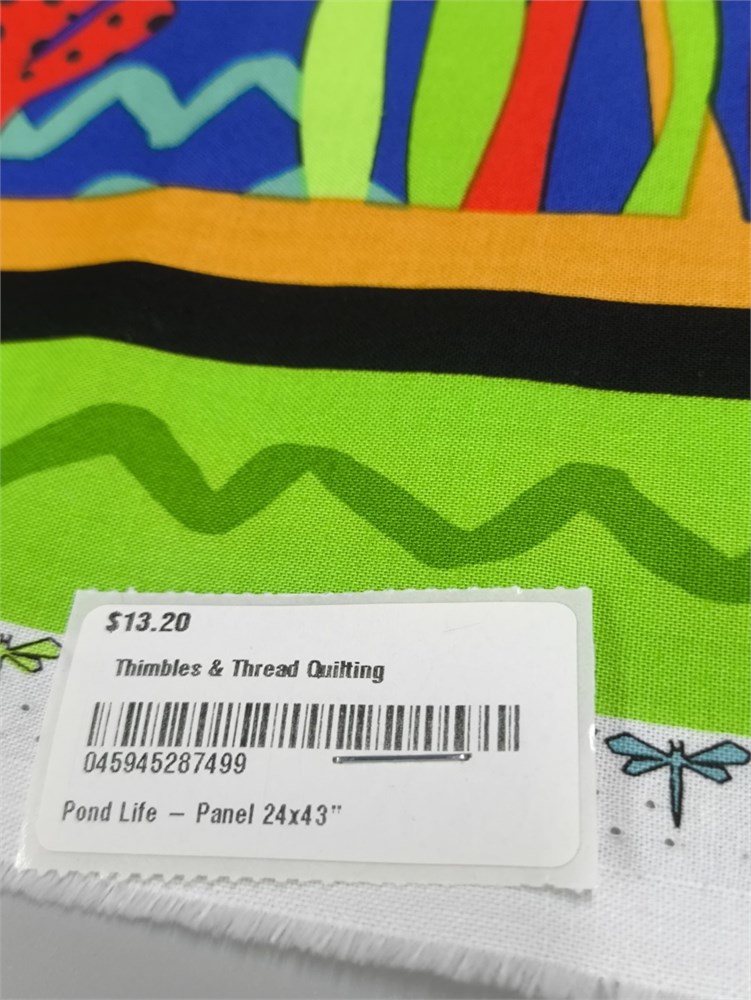 $13.20
Thimbles & Thread Quilting
045945287499
Pond Life – Panel 24x43"